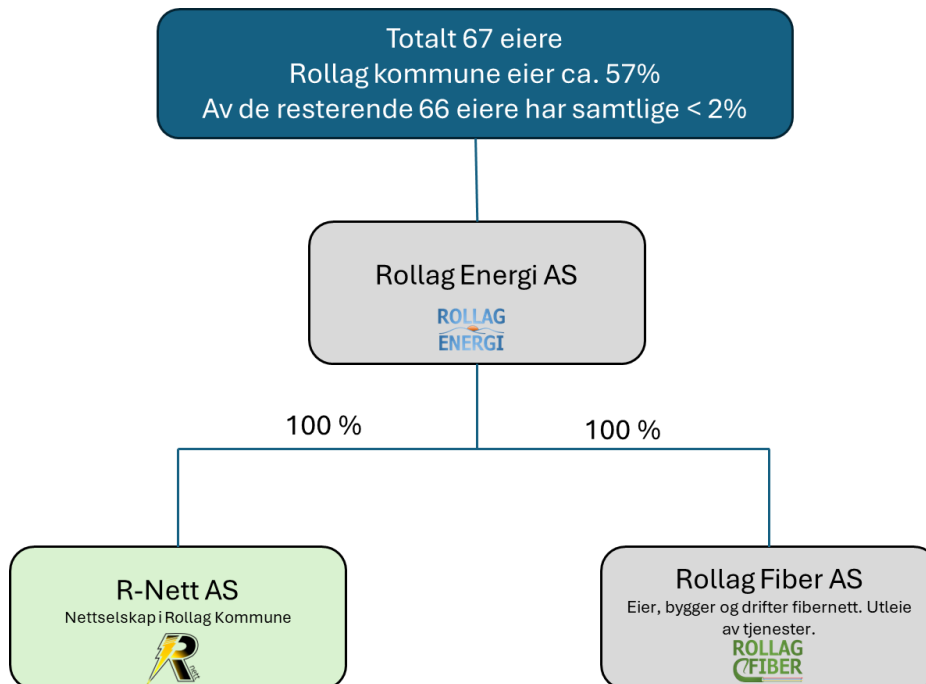 Totalt 67 eiere
Rollag kommune eier ca. 57%
Av de resterende 66 eiere har samtlige < 2%
Rollag Energi AS
ROLLAG
ENERGI
100 %
100 %
R-Nett AS
Nettselskap i Rollag Kommune
R nett
Rollag Fiber AS
Eier, bygger og drifter fibernett. Utleie
av tjenester.
ROLLAG
FIBER